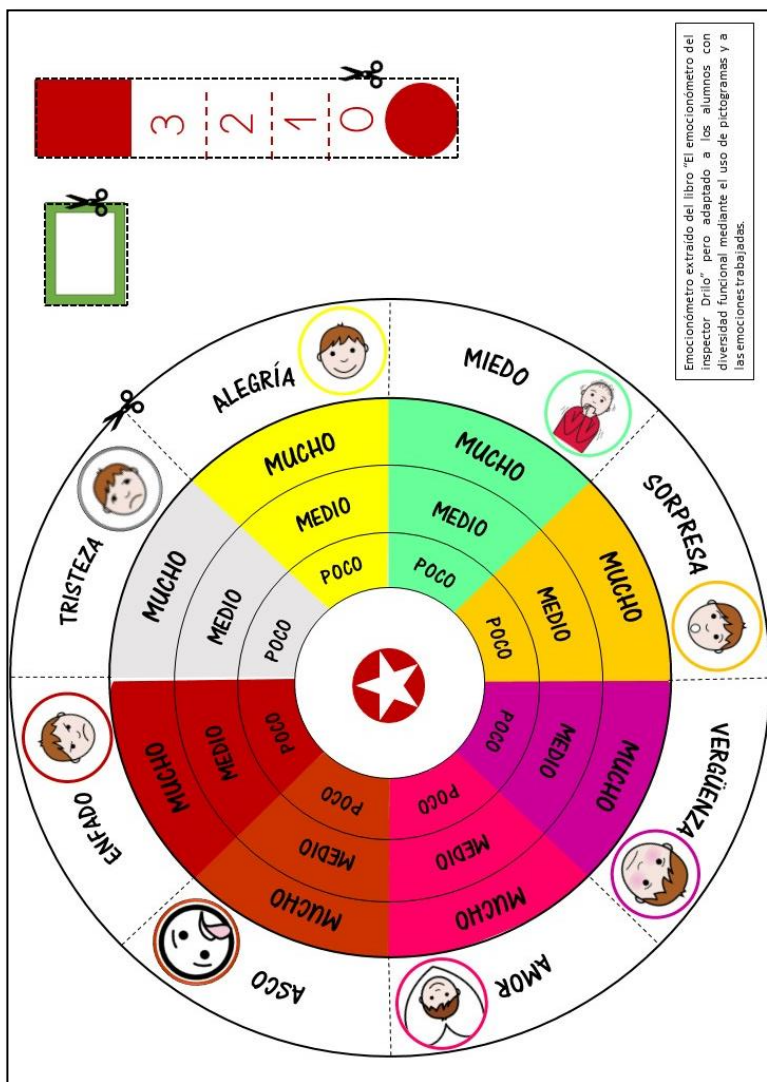 3
2
1
0
Emocionómetro extraído del libro “El emocionómetro del
inspector Drilo” pero adaptado a los alumnos con
diversidad funcional mediante el uso de pictogramas y a
las emociones trabajadas.
ALEGRÍA
MUCHO
MEDIO
POCO
MIEDO
MUCHO
MEDIO
POCO
SORPRESA
MUCHO
MEDIO
POCO
VERGÜENZA
MUCHO
MEDIO
POCO
AMOR
MUCHO
MEDIO
POCO
ASCO
MUCHO
MEDIO
POCO
ENFADO
MUCHO
MEDIO
POCO
TRISTEZA
MUCHO
MEDIO
POCO